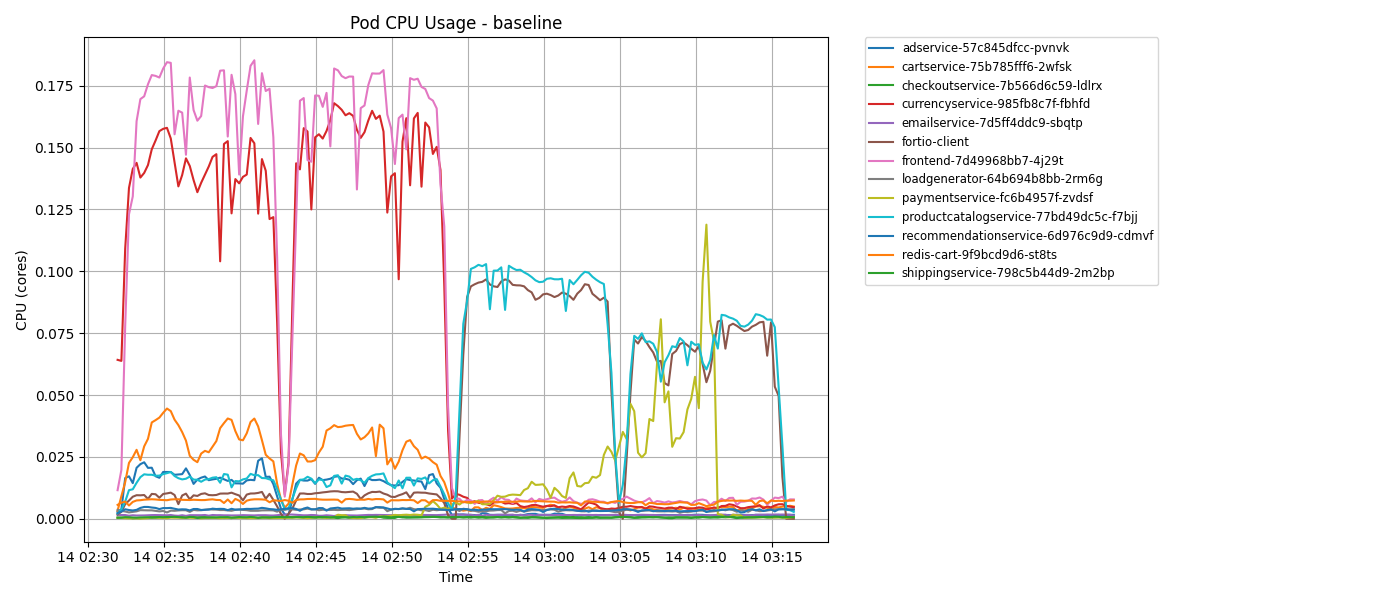 Pod CPU Usage - baseline
CPU (cores)
0.175
0.150
0.125
0.100
0.075
0.050
0.025
0.000
14 02:30 14 02:35 14 02:40 14 02:45 14 02:50 14 02:55 14 03:00 14 03:05 14 03:10 14 03:15
Time
adservice-57c845dfcc-pvnvk
cartservice-75b785fff6-2wfsk
checkoutservice-7b566d6c59-ldlrx
currencyservice-985fb8c7f-fbhfd
emailservice-7d5ff4ddc9-sbqtp
fortio-client
frontend-7d49968bb7-4j29t
loadgenerator-64b694b8bb-2rm6g
paymentservice-fc6b4957f-zvdsf
productcatalogservice-77bd49dc5c-f7bjj
recommendationservice-6d976c9d9-cdmvf
redis-cart-9f9bcd9d6-st8ts
shippingservice-798c5b44d9-2m2bp